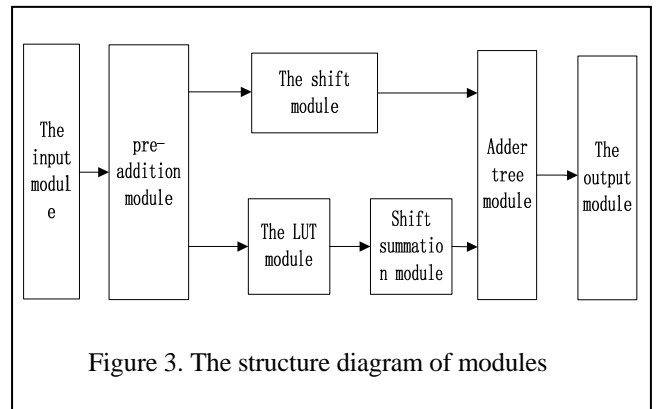 The
input
modul
e
pre-
addition
module
The shift
module
The LUT
module
Shift
summatio
n module
Adder
tree
module
The
output
module
Figure 3. The structure diagram of modules